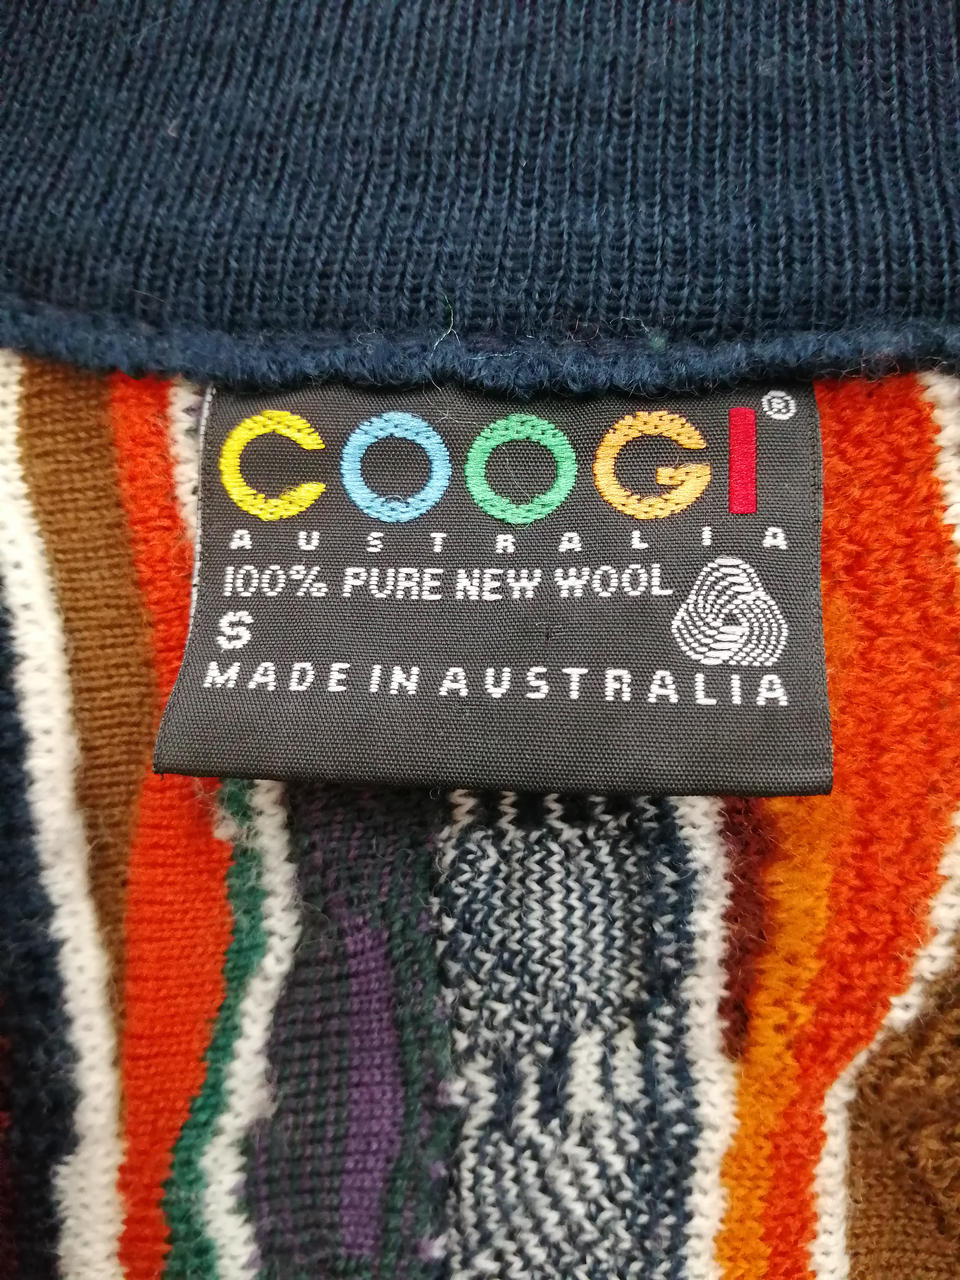 COOGI®
AUSTRALIA
100% PURE NEW WOOL
S
MADE IN AUSTRALIA